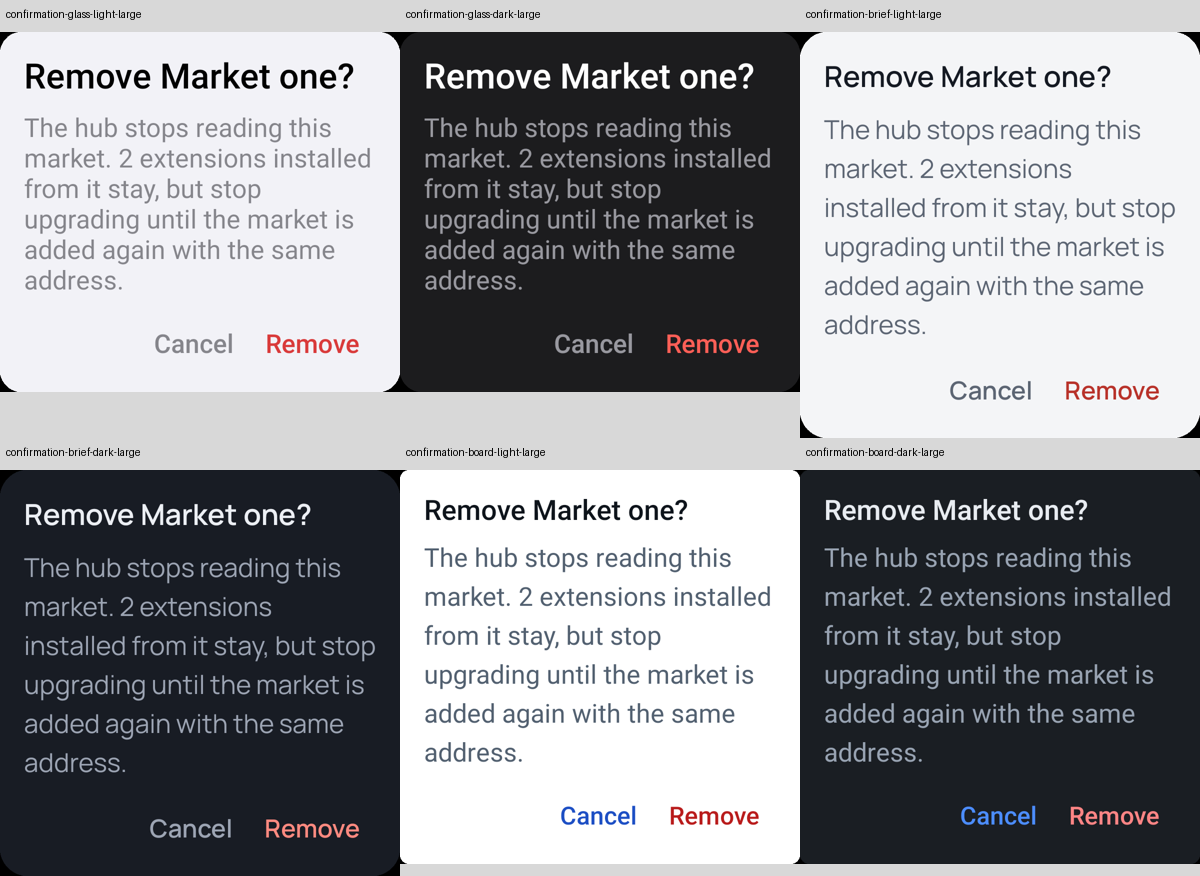 confirmation-glass-light-large
Remove Market one?
The hub stops reading this
market. 2 extensions installed
from it stay, but stop
upgrading until the market is
added again with the same
address.
Cancel Remove
confirmation-glass-dark-large
Remove Market one?
The hub stops reading this
market. 2 extensions installed
from it stay, but stop
upgrading until the market is
added again with the same
address.
Cancel Remove
confirmation-brief-light-large
Remove Market one?
The hub stops reading this
market. 2 extensions
installed from it stay, but stop
upgrading until the market is
added again with the same
address.
Cancel Remove
confirmation-brief-dark-large
Remove Market one?
The hub stops reading this
market. 2 extensions
installed from it stay, but stop
upgrading until the market is
added again with the same
address.
Cancel Remove
confirmation-board-light-large
Remove Market one?
The hub stops reading this
market. 2 extensions installed
from it stay, but stop
upgrading until the market is
added again with the same
address.
Cancel Remove
confirmation-board-dark-large
Remove Market one?
The hub stops reading this
market. 2 extensions installed
from it stay, but stop
upgrading until the market is
added again with the same
address.
Cancel Remove